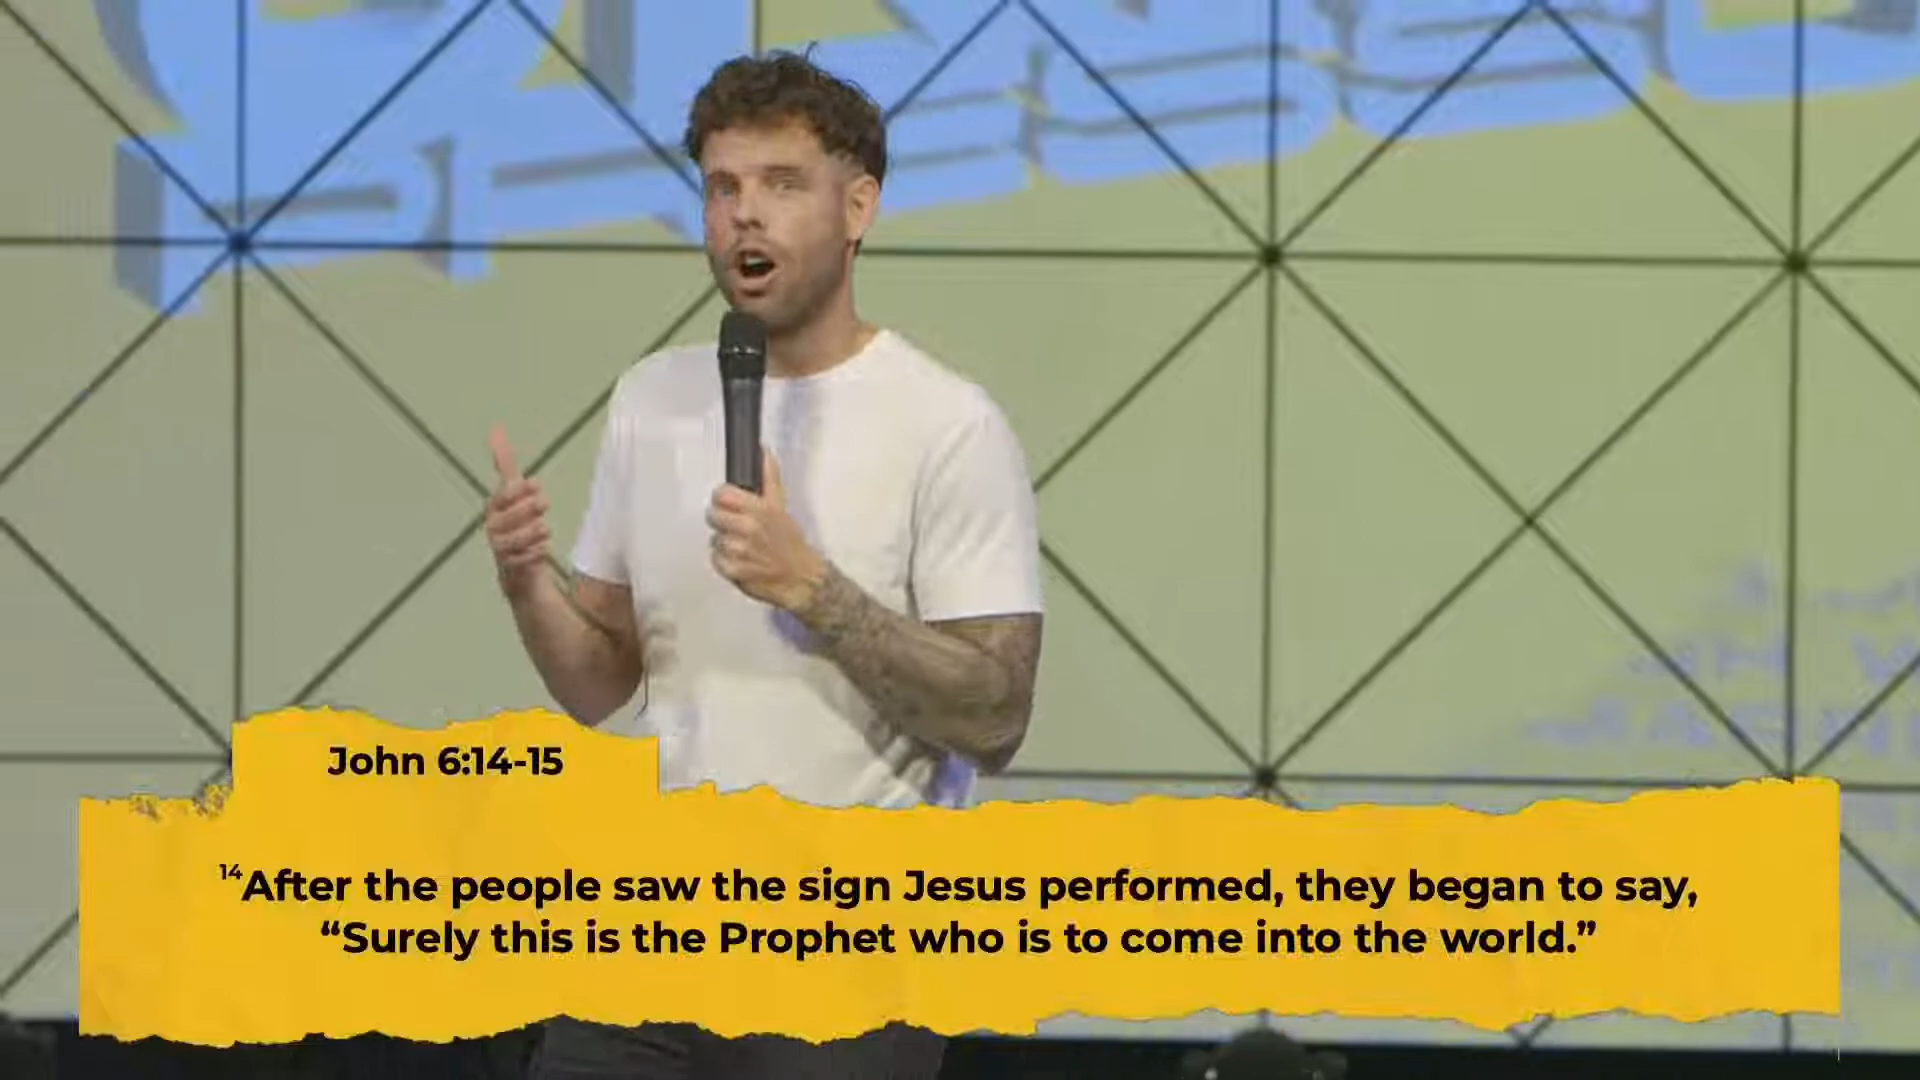 John 6:14-15
¹⁴After the people saw the sign Jesus performed, they began to say,
“Surely this is the Prophet who is to come into the world.”